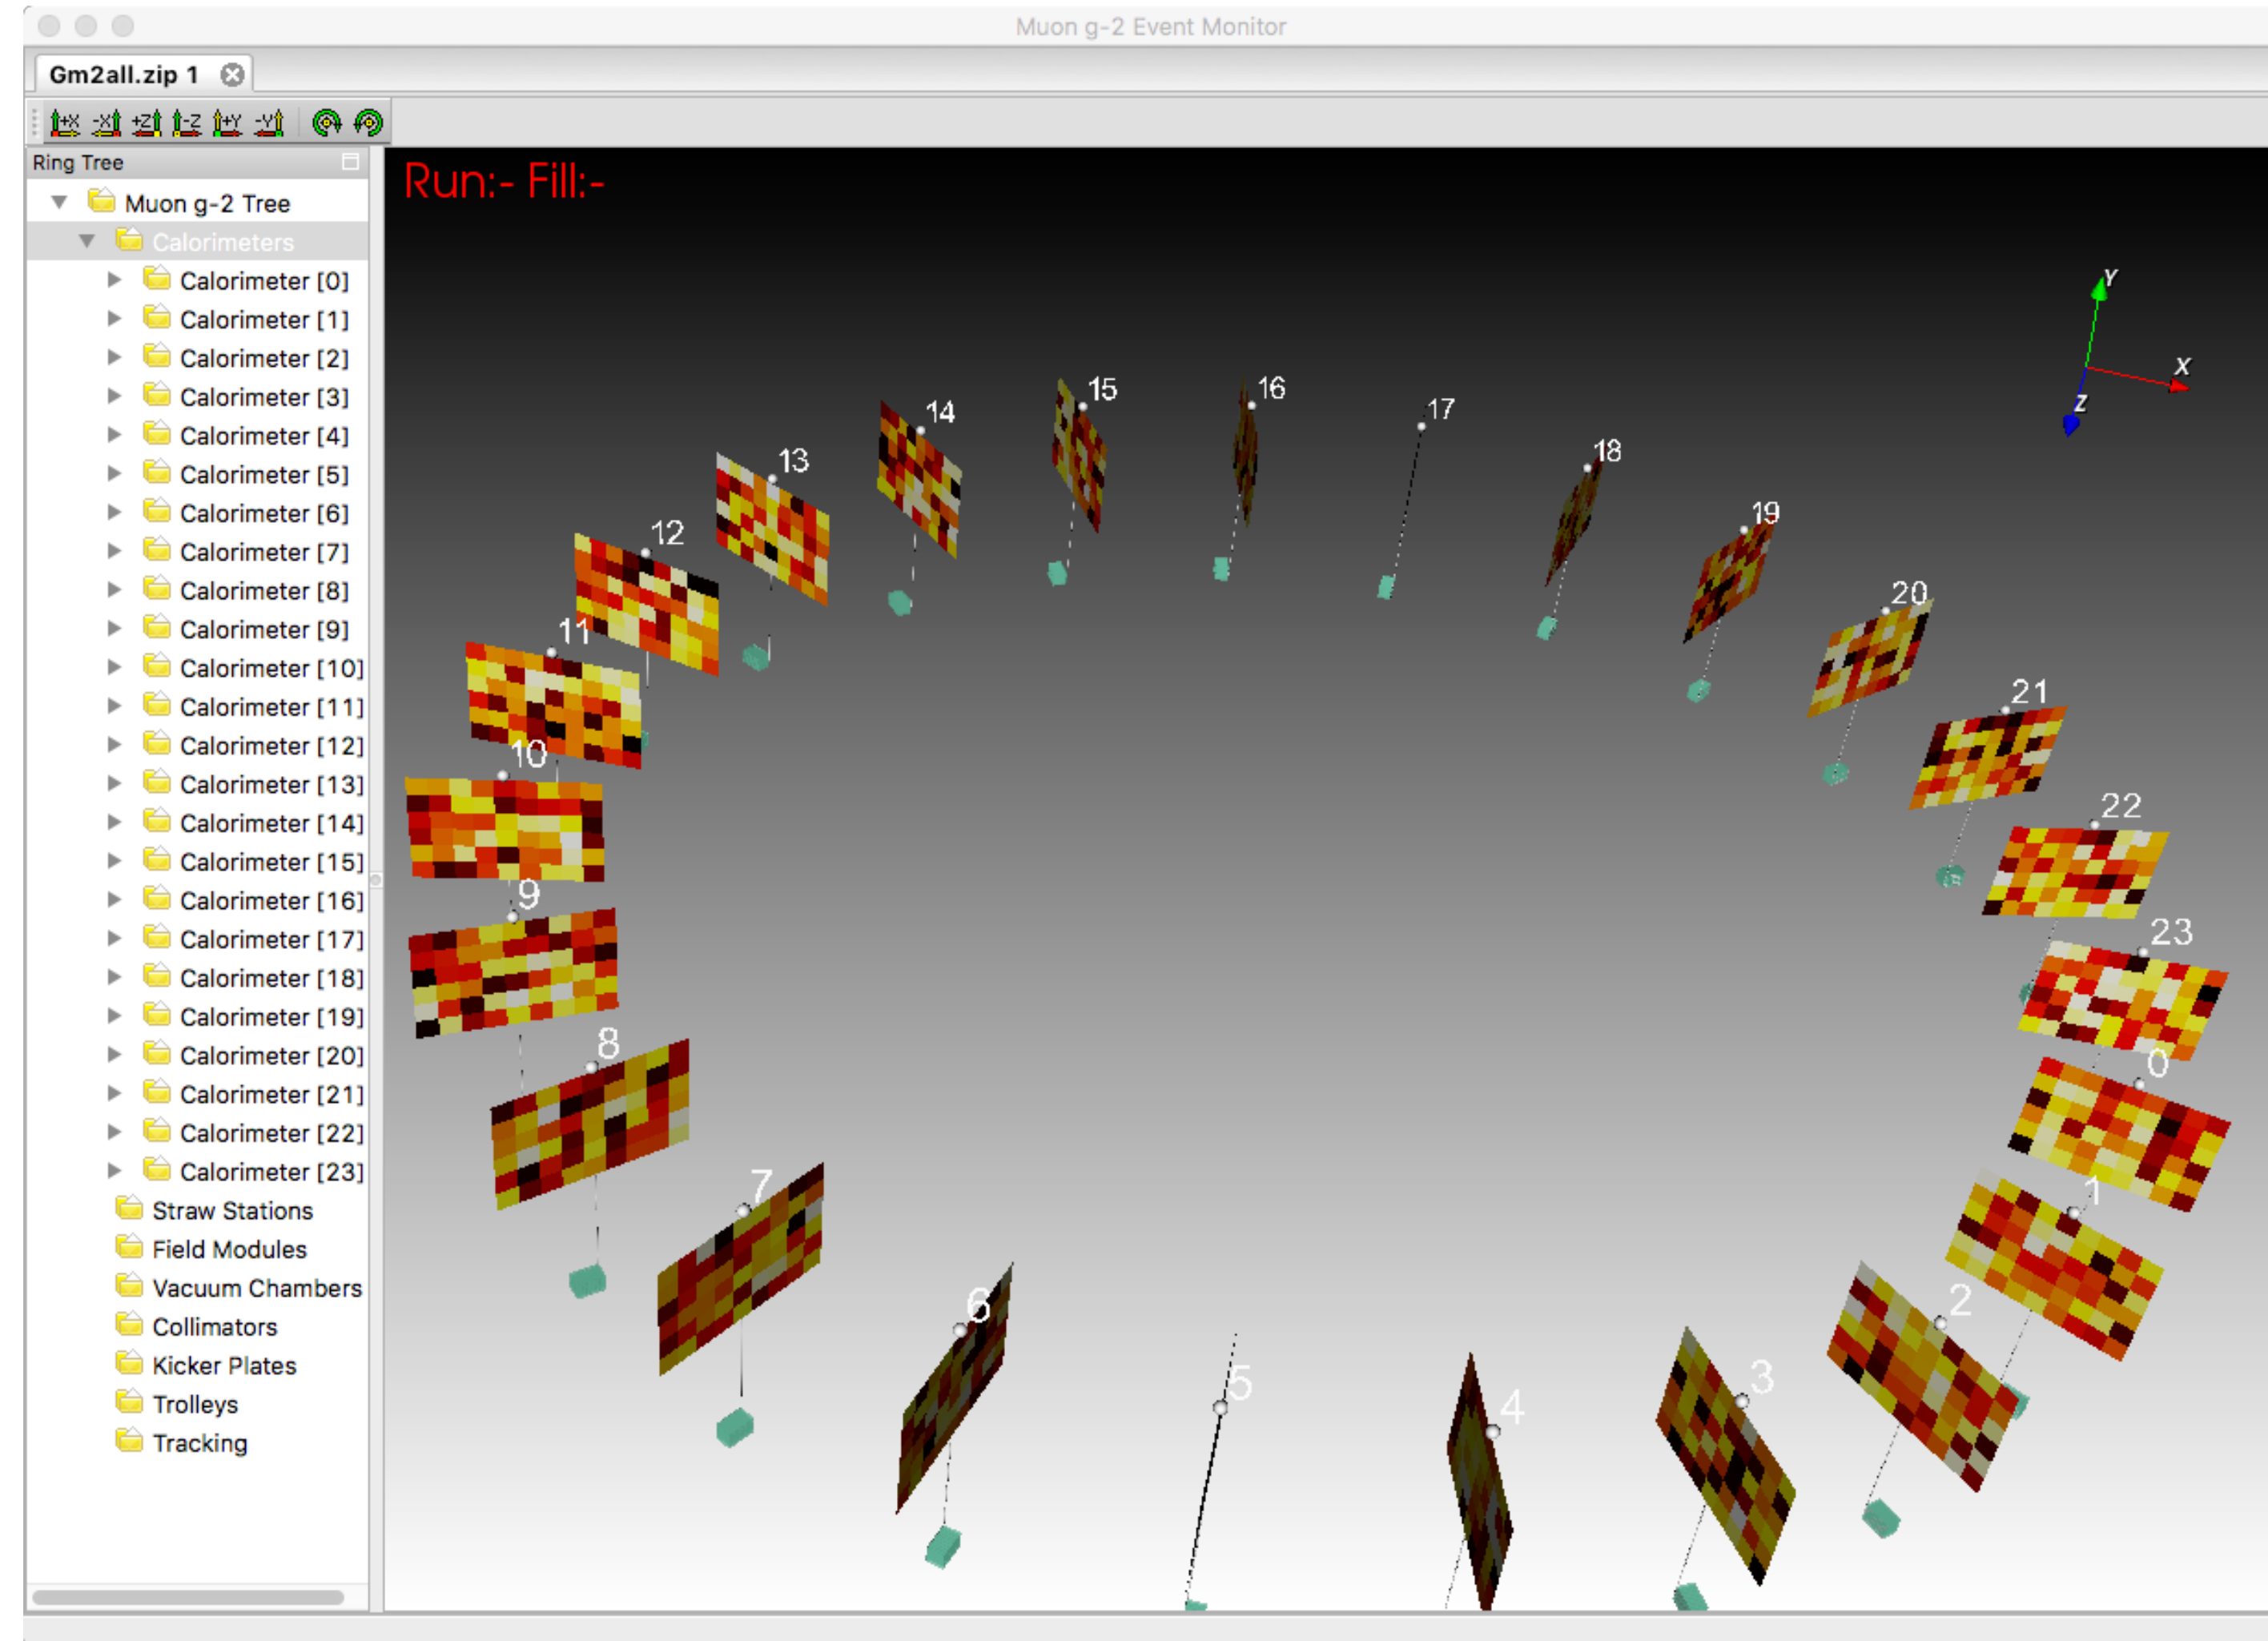 Muon g-2 Event Monitor
Gm2all.zip 1
+X -X +Z -Z +Y -Y
Ring Tree
Muon g-2 Tree
Calorimeters
Calorimeter [0]
Calorimeter [1]
Calorimeter [2]
Calorimeter [3]
Calorimeter [4]
Calorimeter [5]
Calorimeter [6]
Calorimeter [7]
Calorimeter [8]
Calorimeter [9]
Calorimeter [10]
Calorimeter [11]
Calorimeter [12]
Calorimeter [13]
Calorimeter [14]
Calorimeter [15]
Calorimeter [16]
Calorimeter [17]
Calorimeter [18]
Calorimeter [19]
Calorimeter [20]
Calorimeter [21]
Calorimeter [22]
Calorimeter [23]
Straw Stations
Field Modules
Vacuum Chambers
Collimators
Kicker Plates
Trolleys
Tracking
Run:- Fill:-
Y
X
Z
15
16
17
14
18
13
19
12
20
11
21
10
22
9
23
8
0
7
1
6
2
5
3
4